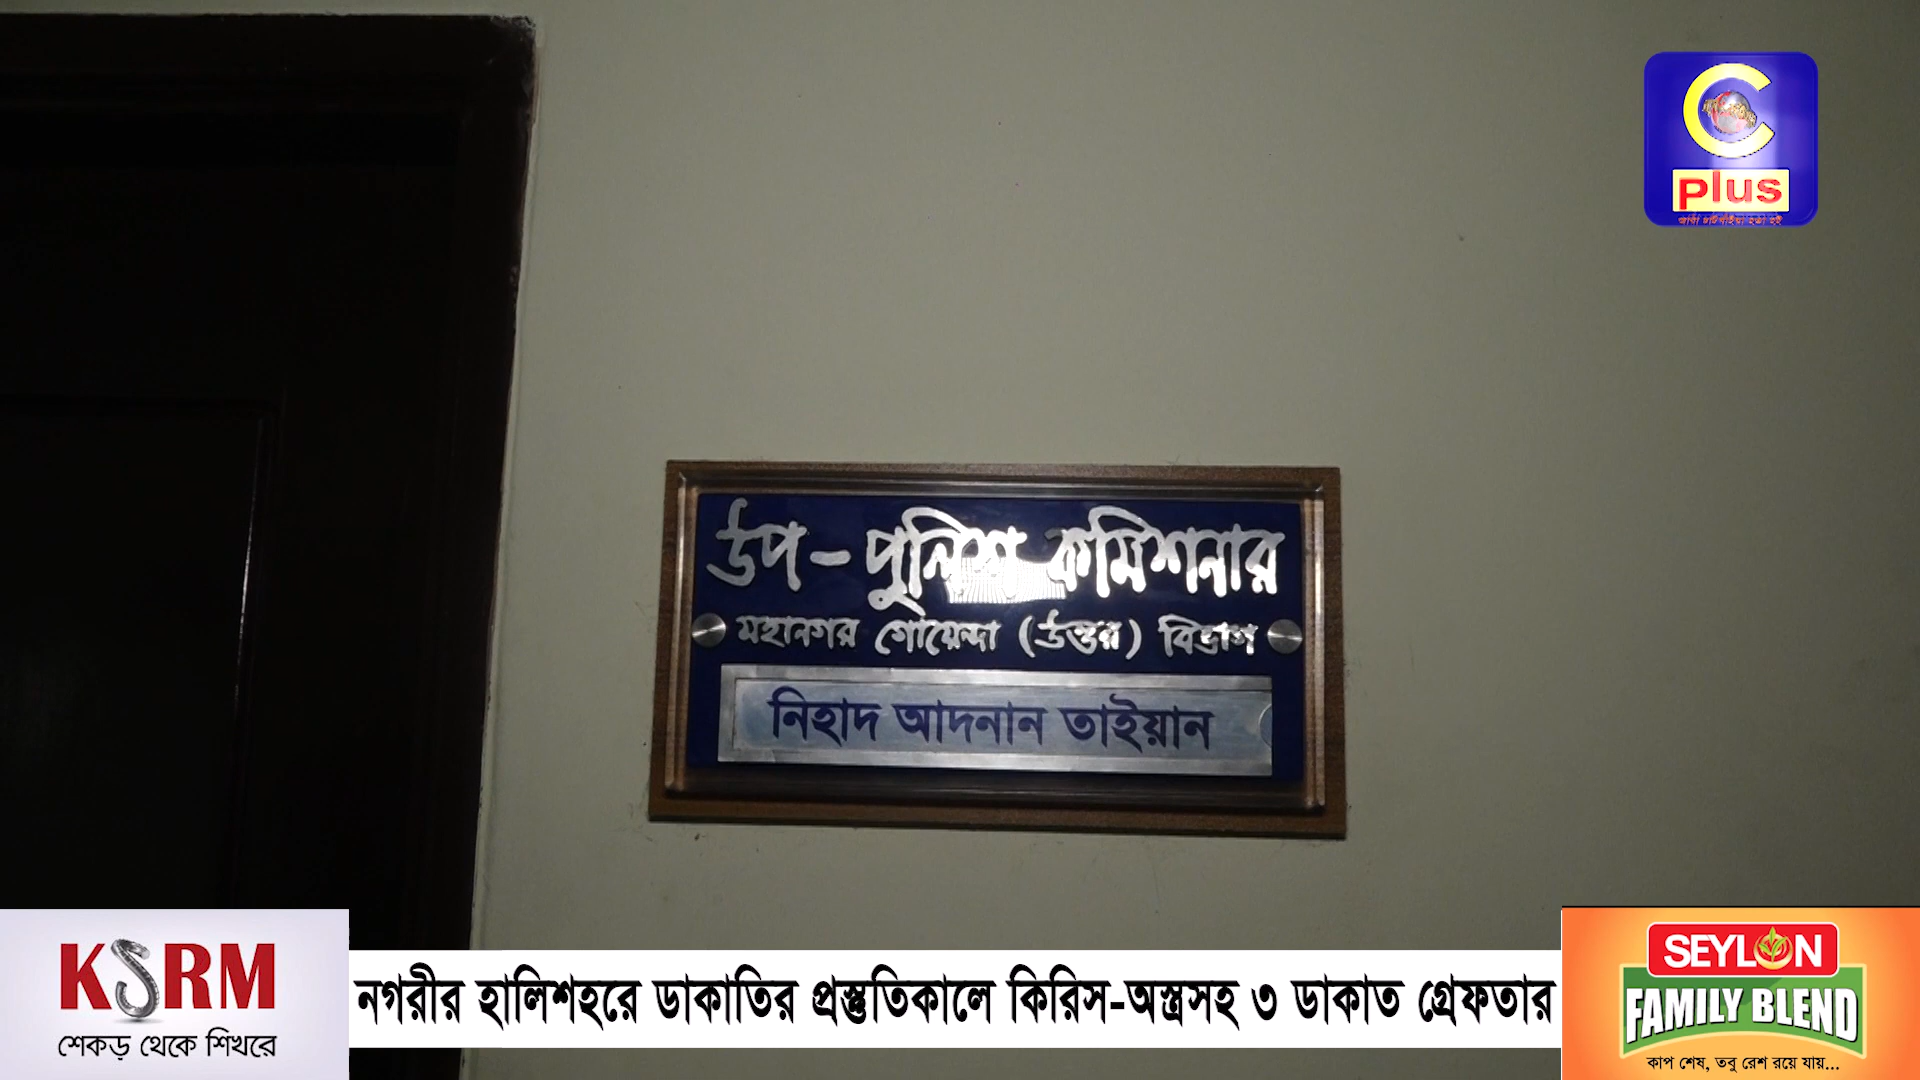 C
plus
উপ-পুলিশ কমিশনার
মহানগর গোয়েন্দা (উত্তর) বিভাগ
নিহাদ আদনান তাইয়ান
KSRM
শেকড় থেকে শিখরে
নগরীর হালিশহরে ডাকাতির প্রস্তুতিকালে কিরিস-অস্ত্রসহ ৩ ডাকাত গ্রেফতার
SEYLON
FAMILY BLEND
কাপ শেষ, তবু রেশ রয়ে যায়...